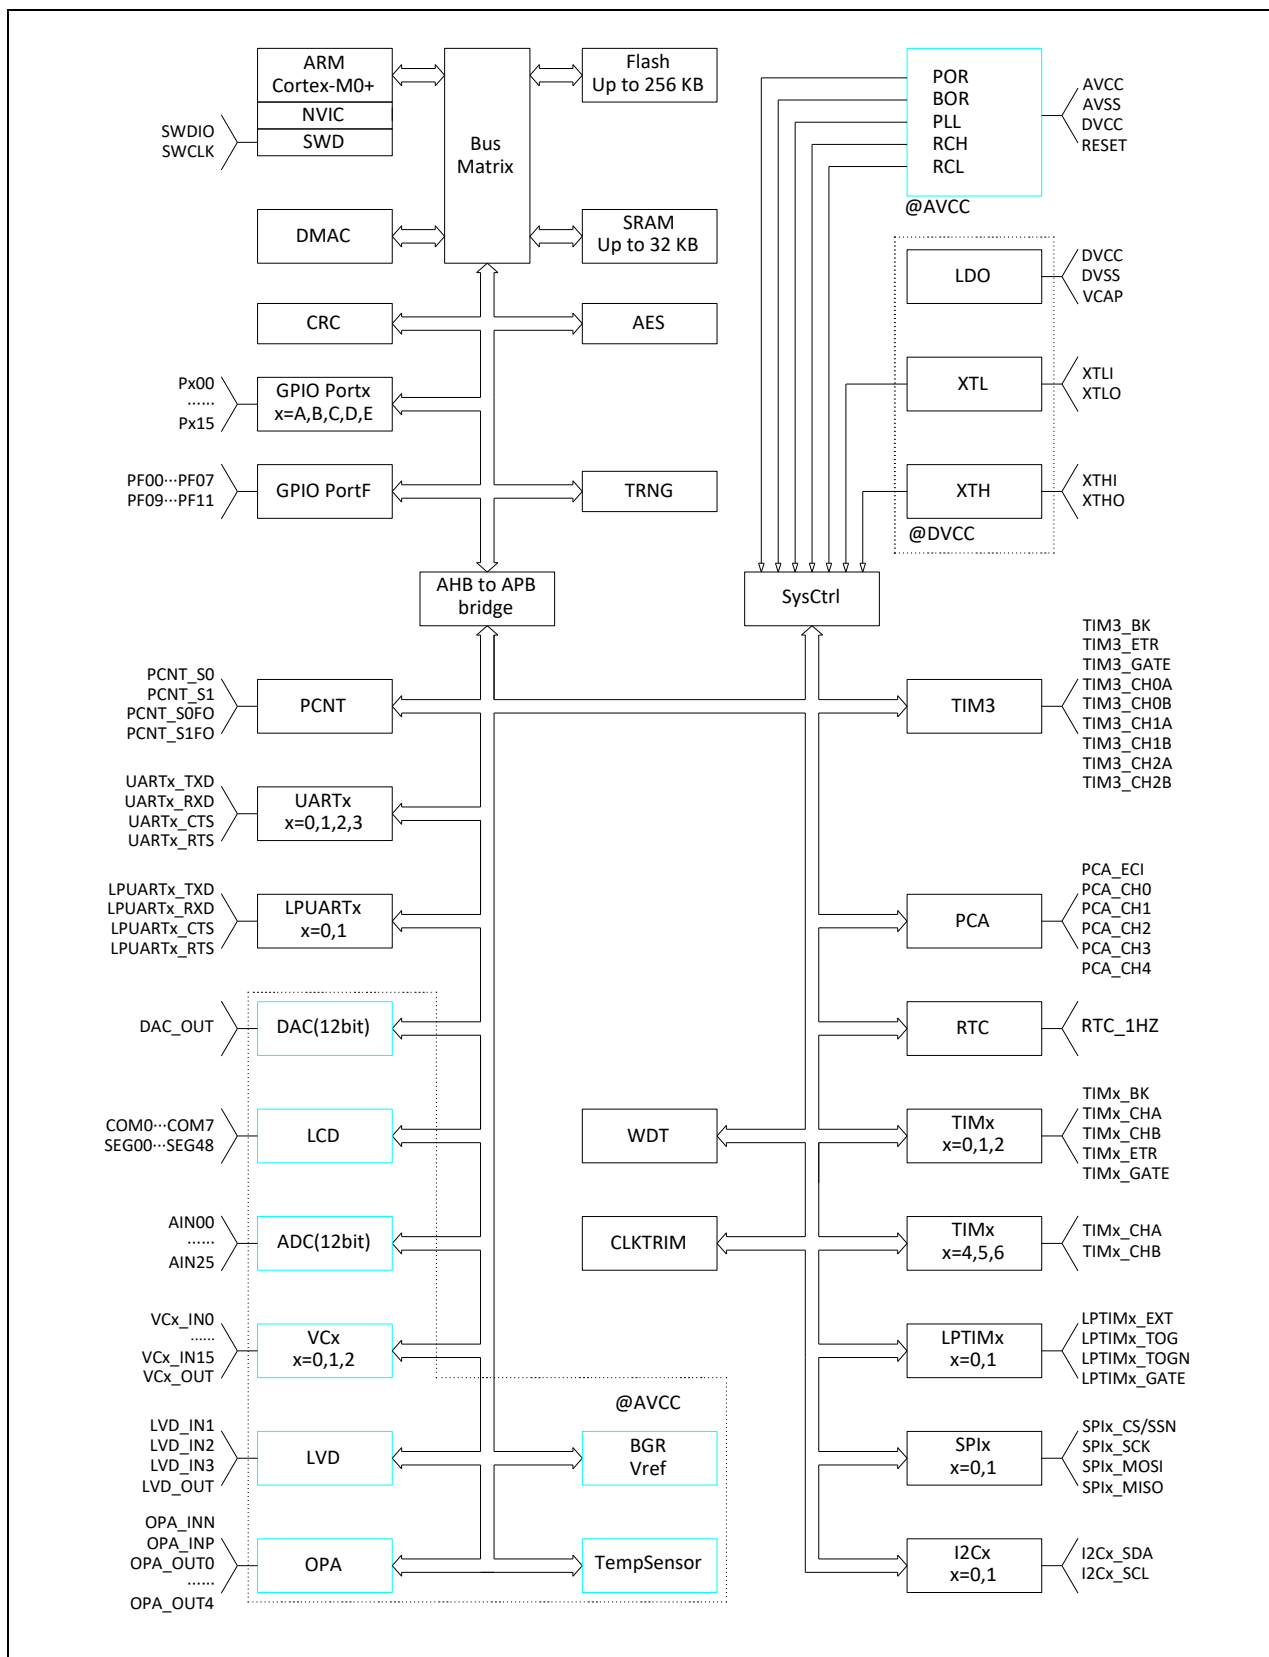 ARM
Cortex-M0+
NVIC
SWD
SWDIO
SWCLK
Bus
Matrix
Flash
Up to 256 KB
DMAC
SRAM
Up to 32 KB
CRC
AES
Px00
......
Px15
GPIO Portx
x=A,B,C,D,E
PF00···PF07
PF09···PF11
GPIO PortF
TRNG
AHB to APB
bridge
POR
BOR
PLL
RCH
RCL
@AVCC
AVCC
AVSS
DVCC
RESET
LDO
DVCC
DVSS
VCAP
XTL
XTLI
XTLO
XTH
XTHI
XTHO
@DVCC
SysCtrl
PCNT_S0
PCNT_S1
PCNT_S0FO
PCNT_S1FO
PCNT
TIM3
TIM3_BK
TIM3_ETR
TIM3_GATE
TIM3_CH0A
TIM3_CH0B
TIM3_CH1A
TIM3_CH1B
TIM3_CH2A
TIM3_CH2B
UARTx_TXD
UARTx_RXD
UARTx_CTS
UARTx_RTS
UARTx
x=0,1,2,3
LPUARTx_TXD
LPUARTx_RXD
LPUARTx_CTS
LPUARTx_RTS
LPUARTx
x=0,1
PCA
PCA_ECI
PCA_CH0
PCA_CH1
PCA_CH2
PCA_CH3
PCA_CH4
DAC_OUT
DAC(12bit)
RTC
RTC_1HZ
COM0···COM7
SEG00···SEG48
LCD
WDT
TIMx
x=0,1,2
TIMx_BK
TIMx_CHA
TIMx_CHB
TIMx_ETR
TIMx_GATE
AIN00
......
AIN25
ADC(12bit)
CLKTRIM
TIMx
x=4,5,6
TIMx_CHA
TIMx_CHB
VCx_IN0
......
VCx_IN15
VCx_OUT
VCx
x=0,1,2
LPTIMx
x=0,1
LPTIMx_EXT
LPTIMx_TOG
LPTIMx_TOGN
LPTIMx_GATE
@AVCC
LVD_IN1
LVD_IN2
LVD_IN3
LVD_OUT
LVD
BGR
Vref
SPIx
x=0,1
SPIx_CS/SSN
SPIx_SCK
SPIx_MOSI
SPIx_MISO
OPA_INN
OPA_INP
OPA_OUT0
......
OPA_OUT4
OPA
TempSensor
I2Cx
x=0,1
I2Cx_SDA
I2Cx_SCL